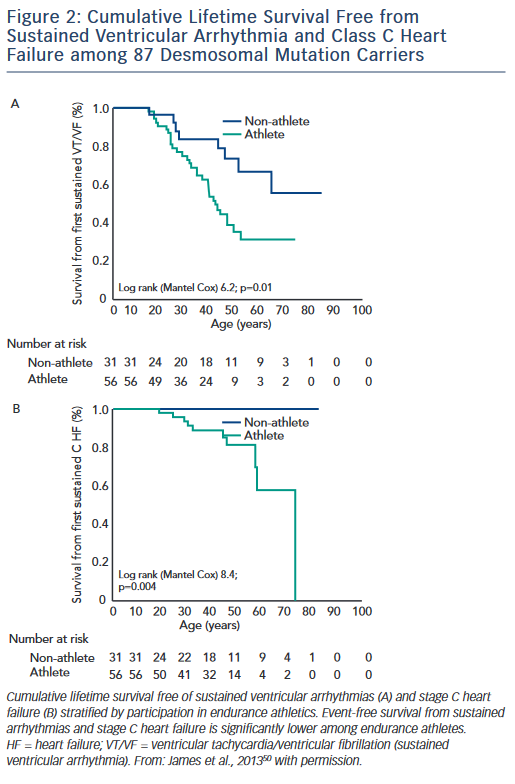 Figure 2: Cumulative Lifetime Survival Free from
Sustained Ventricular Arrhythmia and Class C Heart
Failure among 87 Desmosomal Mutation Carriers
A
Survival from first sustained VT/VF (%)
1.0
0.8
0.6
0.4
0.2
0
Non-athlete
Athlete
Log rank (Mantel Cox) 6.2; p=0.01
0 10 20 30 40 50 60 70 80 90 100
Age (years)
Number at risk
Non-athlete 31 31 24 20 18 11 9 3 1 0 0
Athlete 56 56 49 36 24 9 3 2 0 0 0
B
Survival from first sustained C HF (%)
1.0
0.8
0.6
0.4
0.2
0
Non-athlete
Athlete
Log rank (Mantel Cox) 8.4;
p=0.004
0 10 20 30 40 50 60 70 80 90 100
Age (years)
Number at risk
Non-athlete 31 31 24 22 18 11 9 4 1 0 0
Athlete 56 56 50 41 32 14 4 2 0 0 0
Cumulative lifetime survival free of sustained ventricular arrhythmias (A) and stage C heart
failure (B) stratified by participation in endurance athletics. Event-free survival from sustained
arrhythmias and stage C heart failure is significantly lower among endurance athletes.
HF = heart failure; VT/VF = ventricular tachycardia/ventricular fibrillation (sustained
ventricular arrhythmia). From: James et al., 2013⁵⁰ with permission.